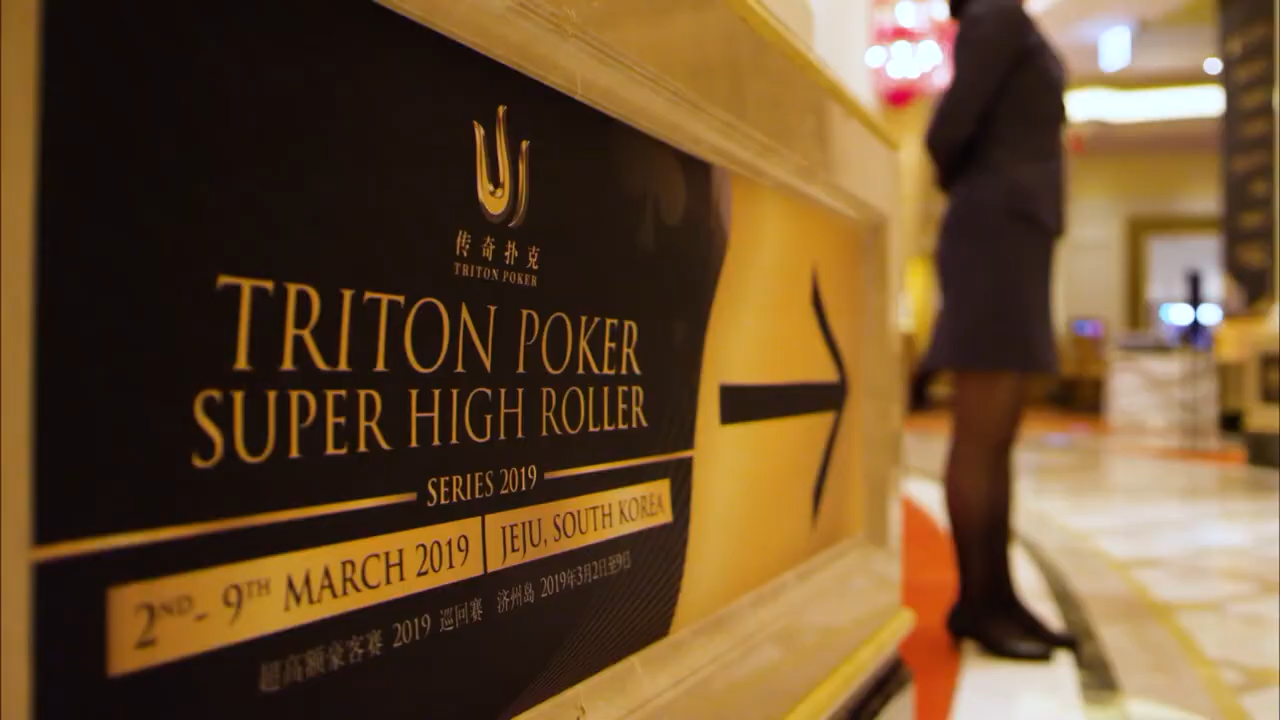 传奇扑克
TRITON POKER
TRITON POKER
SUPER HIGH ROLLER
SERIES 2019
2ND - 9TH MARCH 2019 | JEJU, SOUTH KOREA
超高额豪客赛 2019 巡回赛 济州岛 2019年3月2日至9日